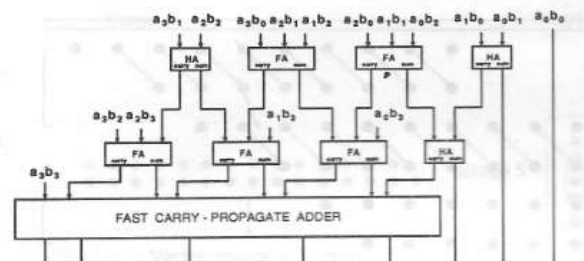 a₃b₁ a₂b₂ a₃b₀ a₂b₁ a₁b₂ a₂b₀ a₁b₁ a₀b₂ a₁b₀ a₀b₁ a₀b₀
HA FA FA HA
carry sum carry sum carry sum carry sum
P
a₃b₂ a₂b₃ a₁b₃ a₀b₃
FA FA FA HA
carry sum carry sum carry sum carry sum
a₃b₃
FAST CARRY - PROPAGATE ADDER